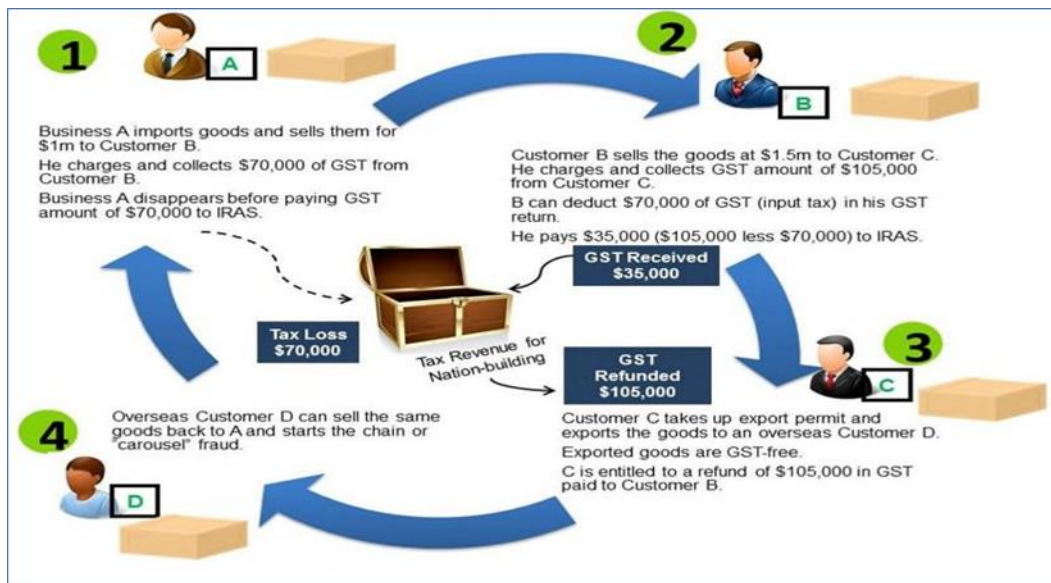 1
A
Business A imports goods and sells them for
$1m to Customer B.
He charges and collects $70,000 of GST from
Customer B.
Business A disappears before paying GST
amount of $70,000 to IRAS.
2
B
Customer B sells the goods at $1.5m to Customer C.
He charges and collects GST amount of $105,000
from Customer C.
B can deduct $70,000 of GST (input tax) in his GST
return.
He pays $35,000 ($105,000 less $70,000) to IRAS.
GST Received
$35,000
Tax Loss
$70,000
Tax Revenue for
Nation-building
GST
Refunded
$105,000
3
C
Customer C takes up export permit and
exports the goods to an overseas Customer D.
Exported goods are GST-free.
C is entitled to a refund of $105,000 in GST
paid to Customer B.
4
D
Overseas Customer D can sell the same
goods back to A and starts the chain or
"carousel" fraud.